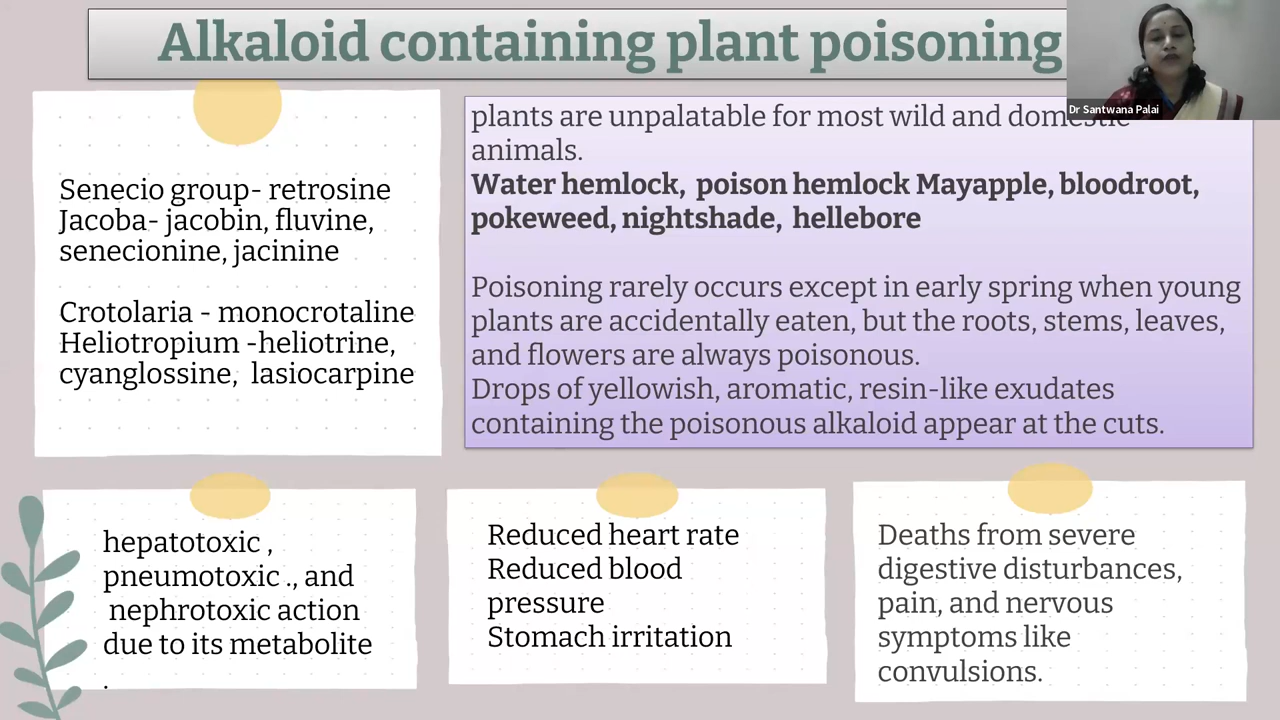 Alkaloid containing plant poisoning
Dr Santwana Palai
Senecio group- retrosine
Jacoba- jacobin, fluvine,
senecionine, jacinine
Crotolaria - monocrotaline
Heliotropium -heliotrine,
cyanglossine, lasiocarpine
plants are unpalatable for most wild and domestic
animals.
Water hemlock, poison hemlock Mayapple, bloodroot,
pokeweed, nightshade, hellebore
Poisoning rarely occurs except in early spring when young
plants are accidentally eaten, but the roots, stems, leaves,
and flowers are always poisonous.
Drops of yellowish, aromatic, resin-like exudates
containing the poisonous alkaloid appear at the cuts.
hepatotoxic ,
pneumotoxic ., and
nephrotoxic action
due to its metabolite
.
Reduced heart rate
Reduced blood
pressure
Stomach irritation
Deaths from severe
digestive disturbances,
pain, and nervous
symptoms like
convulsions.